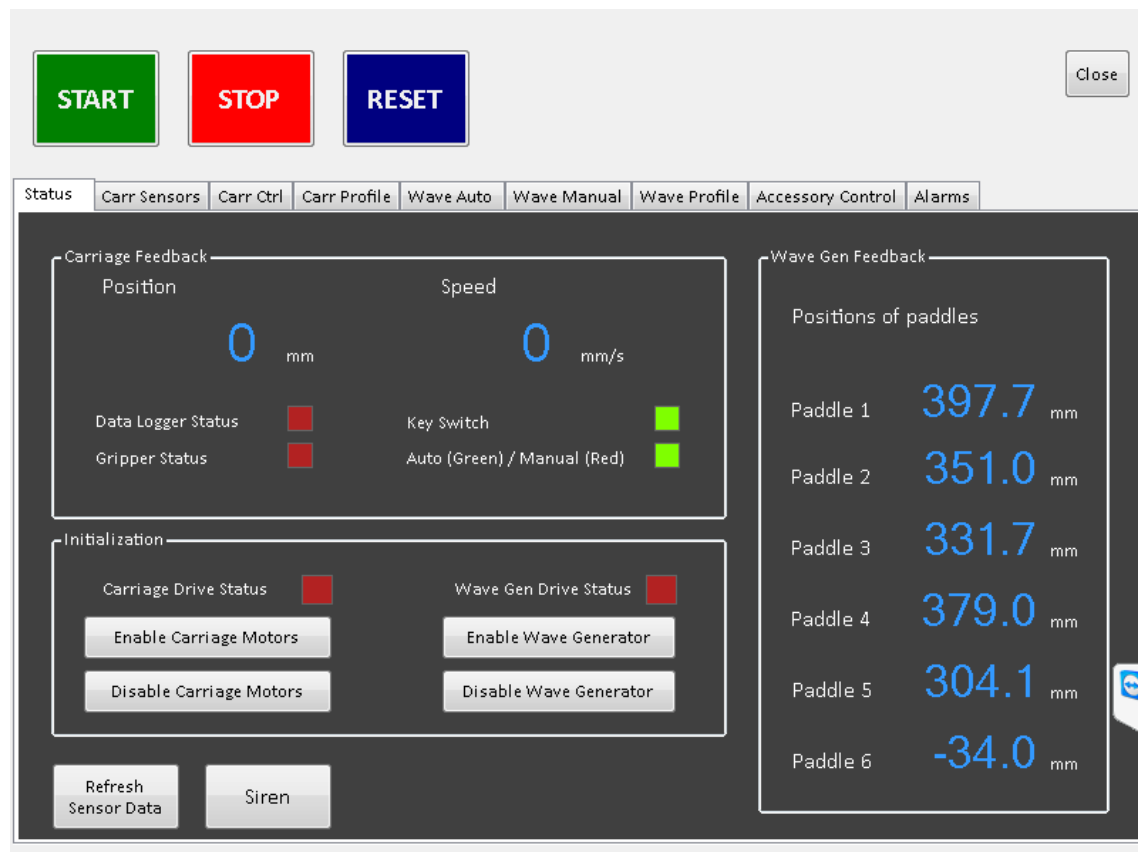 START STOP RESET Close
Status Carr Sensors Carr Ctrl Carr Profile Wave Auto Wave Manual Wave Profile Accessory Control Alarms
Carriage Feedback
Position Speed
0 mm 0 mm/s
Data Logger Status Key Switch
Gripper Status Auto (Green) / Manual (Red)
Initialization
Carriage Drive Status Wave Gen Drive Status
Enable Carriage Motors Enable Wave Generator
Disable Carriage Motors Disable Wave Generator
Refresh
Sensor Data
Siren
Wave Gen Feedback
Positions of paddles
Paddle 1 397.7 mm
Paddle 2 351.0 mm
Paddle 3 331.7 mm
Paddle 4 379.0 mm
Paddle 5 304.1 mm
Paddle 6 -34.0 mm